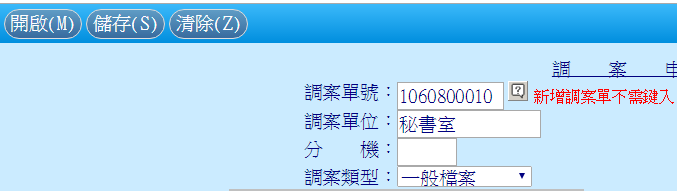 開啟(M) 儲存(S) 清除(Z)
調 案 申
調案單號： 1060800010 ? 新增調案單不需鍵入
調案單位： 秘書室
分 機：
調案類型： 一般檔案